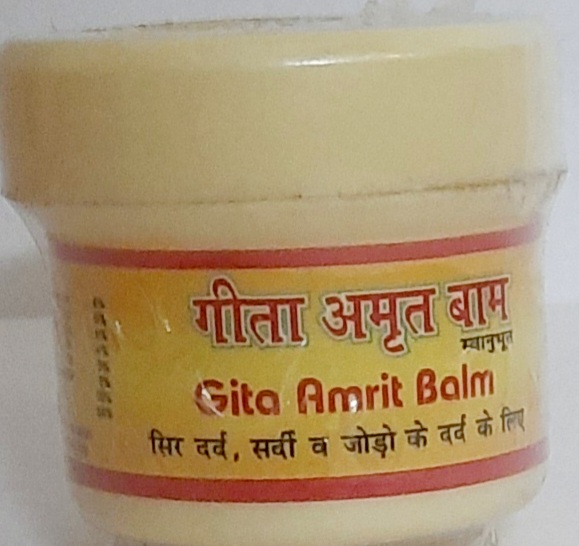 गीता अमृत बाम
स्वानुभूत
Gita Amrit Balm
सिर दर्द, सर्दी व जोड़ो के दर्द के लिए